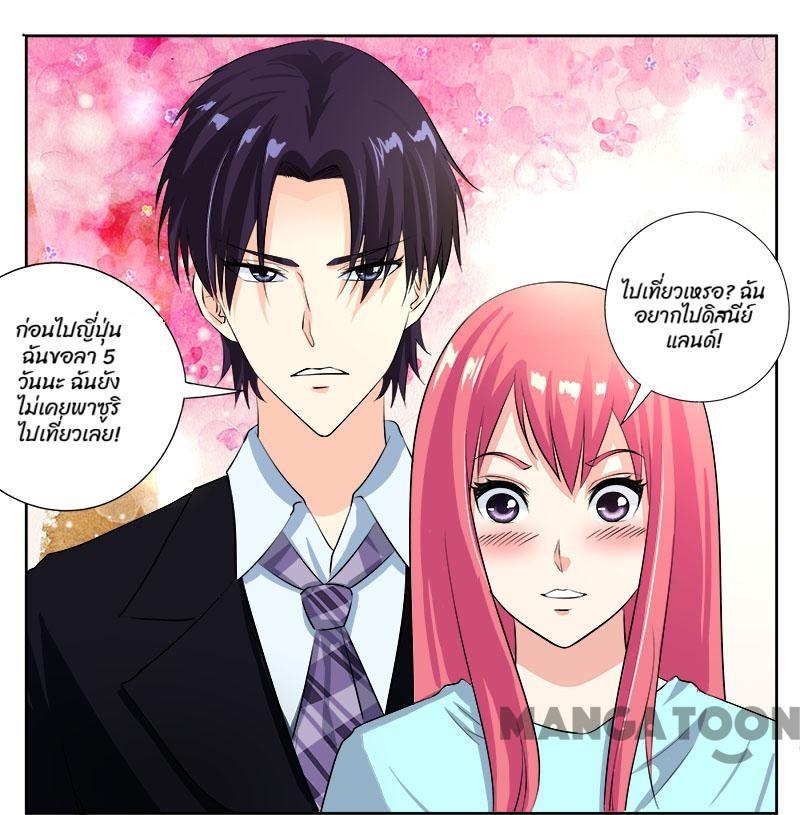 ก่อนไปญี่ปุ่น
ฉันขอลา 5
วันนะ ฉันยัง
ไม่เคยพาซูริ
ไปเที่ยวเลย!
ไปเที่ยวเหรอ? ฉัน
อยากไปดิสนีย์
แลนด์!
MANGATOON